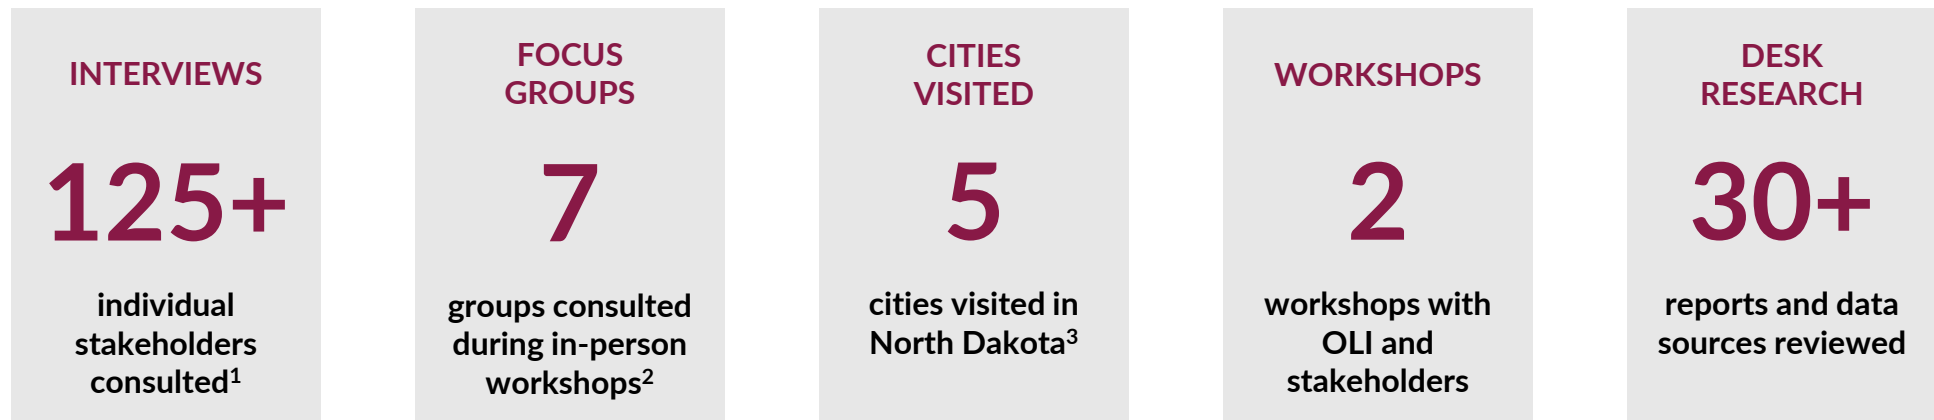 INTERVIEWS
125+
individual
stakeholders
consulted¹
FOCUS
GROUPS
7
groups consulted
during in-person
workshops²
CITIES
VISITED
5
cities visited in
North Dakota³
WORKSHOPS
2
workshops with
OLI and
stakeholders
DESK
RESEARCH
30+
reports and data
sources reviewed